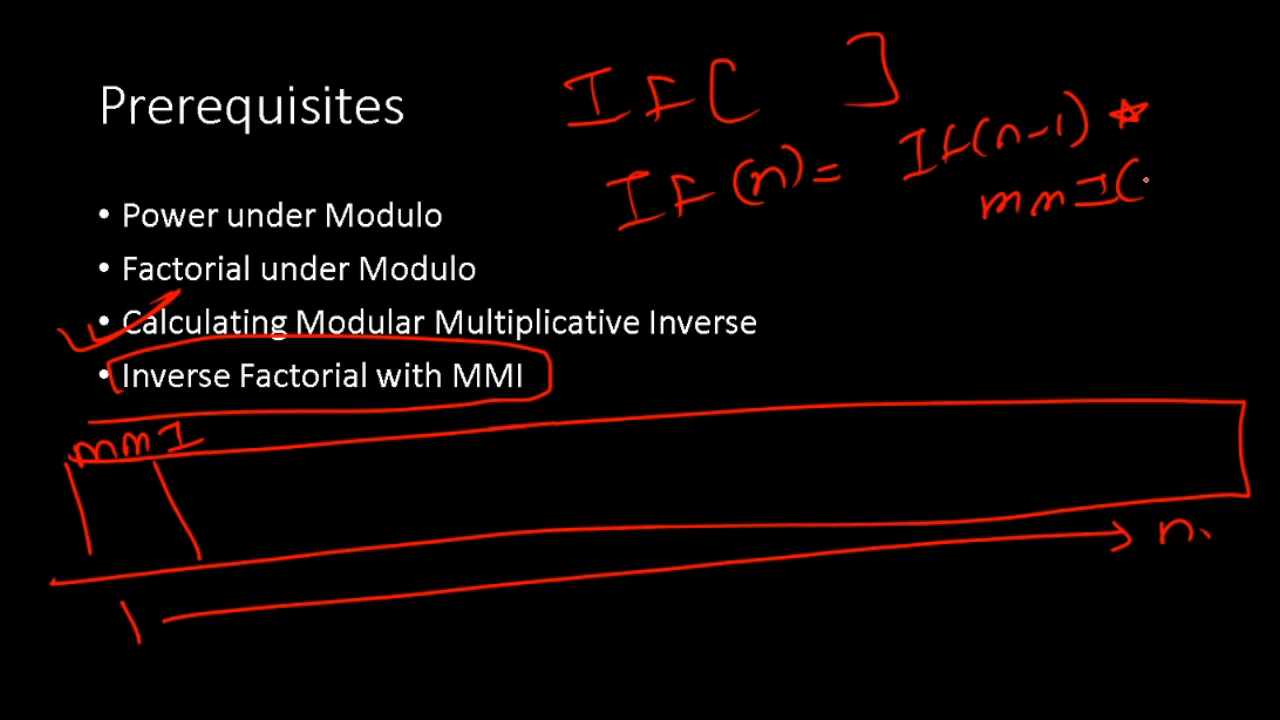 Prerequisites
IF[ ]
IF(n) = IF(n-1) *
mmI(
• Power under Modulo
• Factorial under Modulo
• Calculating Modular Multiplicative Inverse
• Inverse Factorial with MMI
mmI
n
1